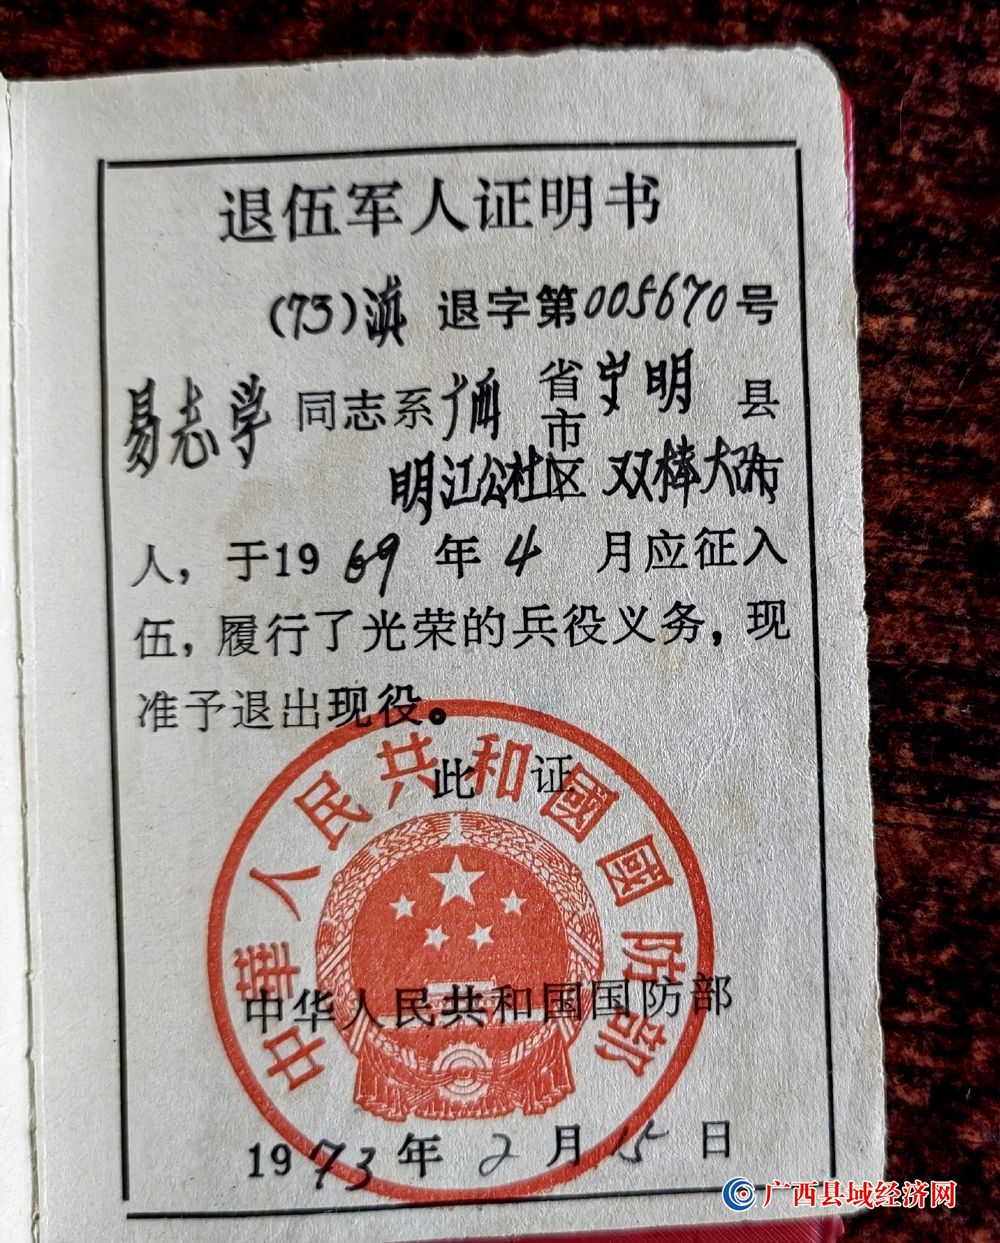 退伍军人证明书
(73)滇 退字第005670号
易志学 同志系广西 省市 宁明 县
明江公社区 双棒大队市
人，于1969年4月应征入
伍，履行了光荣的兵役义务，现
准予退出现役。
此证
中华人民共和国国防部
中華人民共和國國防部
1973年2月15日
广西县域经济网